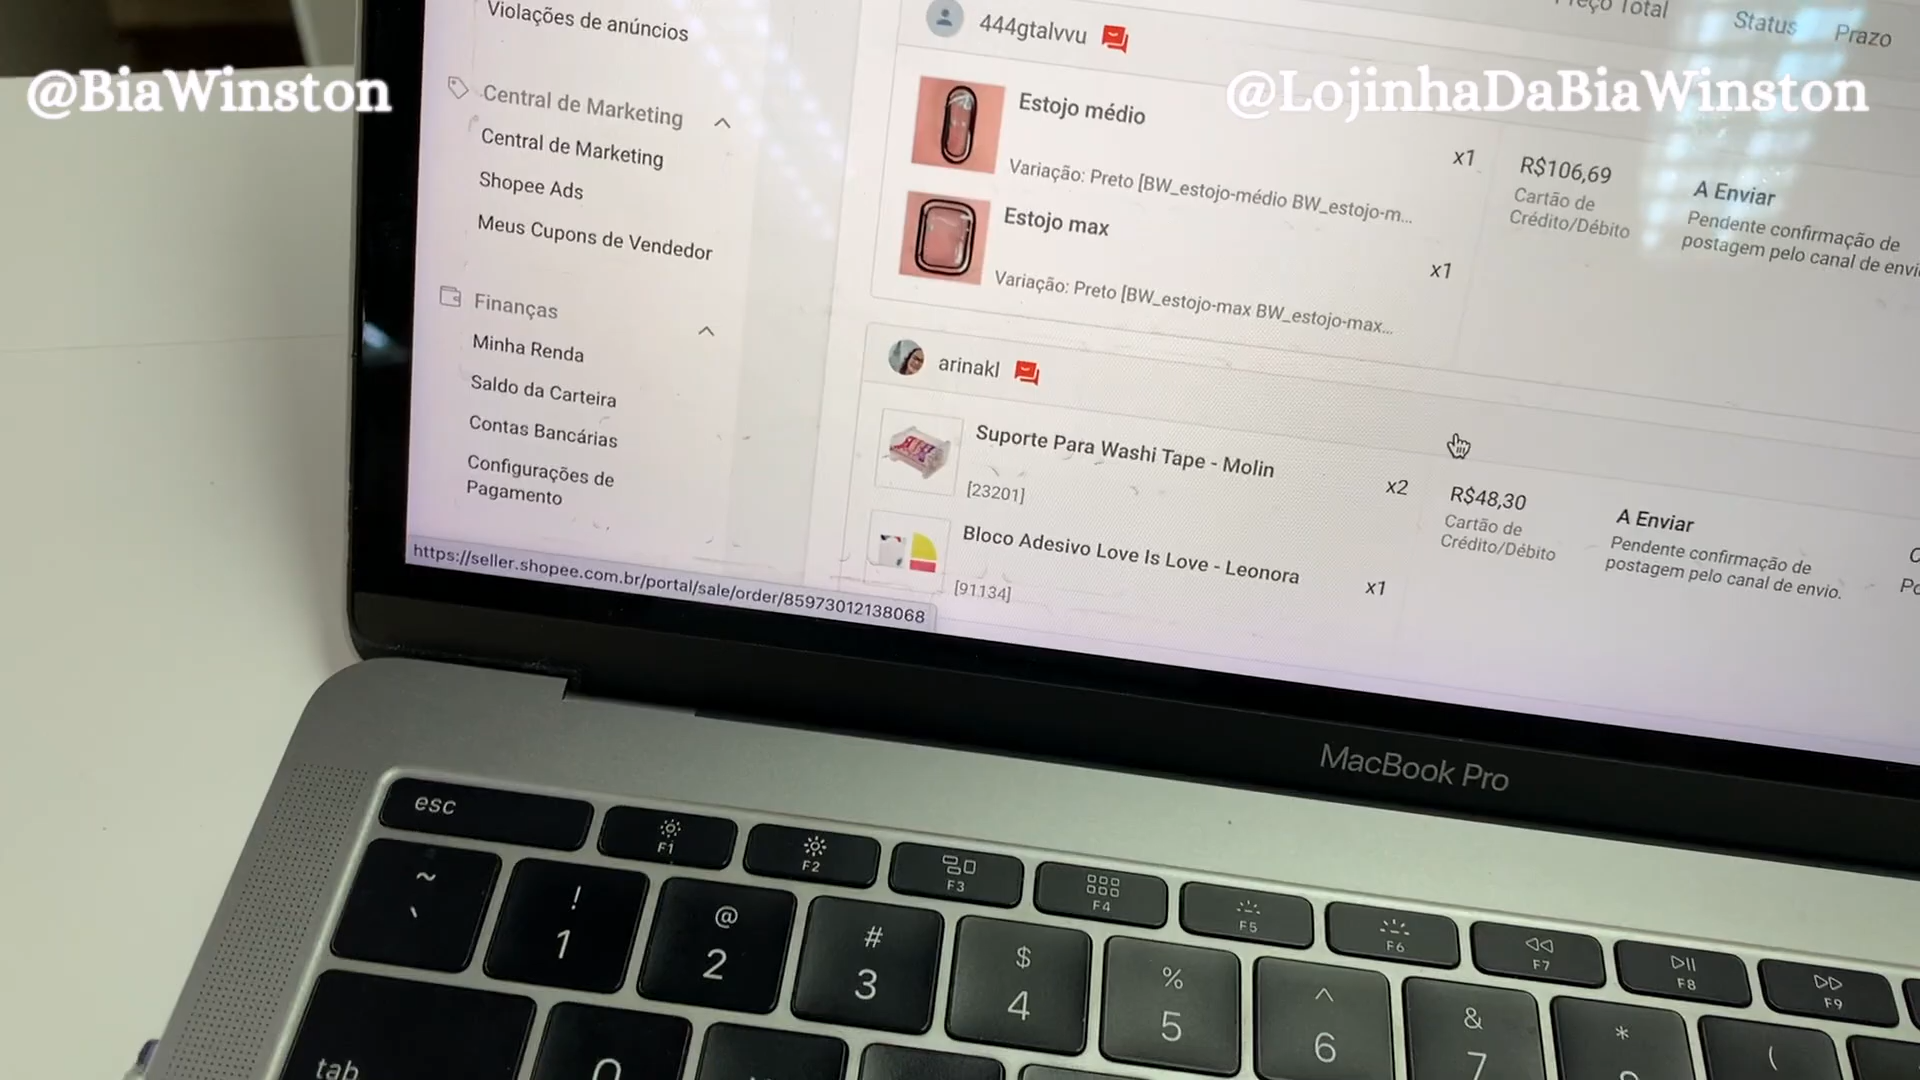 @BiaWinston
@LojinhaDaBiaWinston
Violações de anúncios
Central de Marketing
Central de Marketing
Shopee Ads
Meus Cupons de Vendedor
Finanças
Minha Renda
Saldo da Carteira
Contas Bancárias
Configurações de
Pagamento
https://seller.shopee.com.br/portal/sale/order/85973012138068
Total
Status
Prazo
444gtalvvu
Estojo médio
Variação: Preto [BW_estojo-médio BW_estojo-m...
x1
Estojo max
Variação: Preto [BW_estojo-max BW_estojo-max...
x1
R$106,69
Cartão de
Crédito/Débito
A Enviar
Pendente confirmação de
postagem pelo canal de
arinakl
Suporte Para Washi Tape - Molin
[23201]
x2
Bloco Adesivo Love Is Love - Leonora
[91134]
x1
R$48,30
Cartão de
Crédito/Débito
A Enviar
Pendente confirmação de
postagem pelo canal de envio.
MacBook Pro
esc
F1
F2
F3
F4
F5
F6
F7
F8
F9
~ `
! 1
@ 2
# 3
$ 4
% 5
^ 6
& 7
*
(
tab